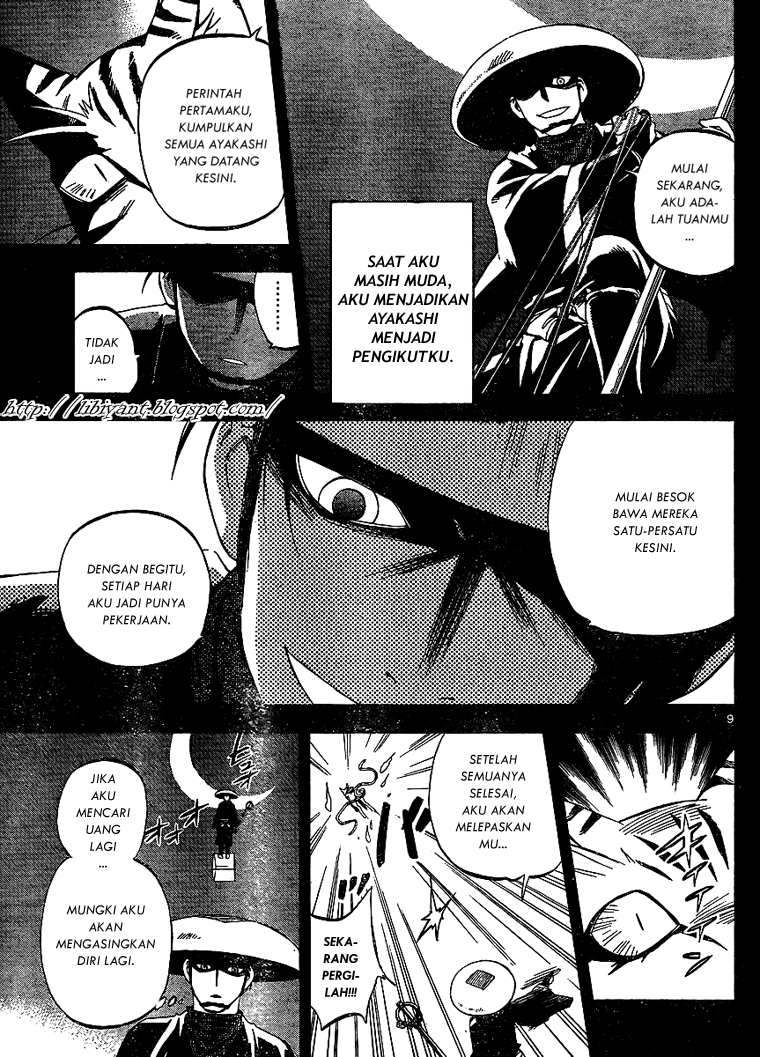 MULAI
SEKARANG,
AKU ADA-
LAH TUANMU
...
SAAT AKU
MASIH MUDA,
AKU MENJADIKAN
AYAKASHI
MENJADI
PENGIKUTKU.
PERINTAH
PERTAMAKU,
KUMPULKAN
SEMUA AYAKASHI
YANG DATANG
KESINI.
........
TIDAK
JADI
...
http://libiyant.blogspot.com/
MULAI BESOK
BAWA MEREKA
SATU-PERSATU
KESINI.
DENGAN BEGITU,
SETIAP HARI
AKU JADI PUNYA
PEKERJAAN.
9
SETELAH
SEMUANYA
SELESAI,
AKU AKAN
MELEPASKAN
MU...
SEKA-
RANG
PERGI-
LAH!!!
JIKA
AKU
MENCARI
UANG
LAGI
...
MUNGKI AKU
AKAN
MENGASINGKAN
DIRI LAGI.